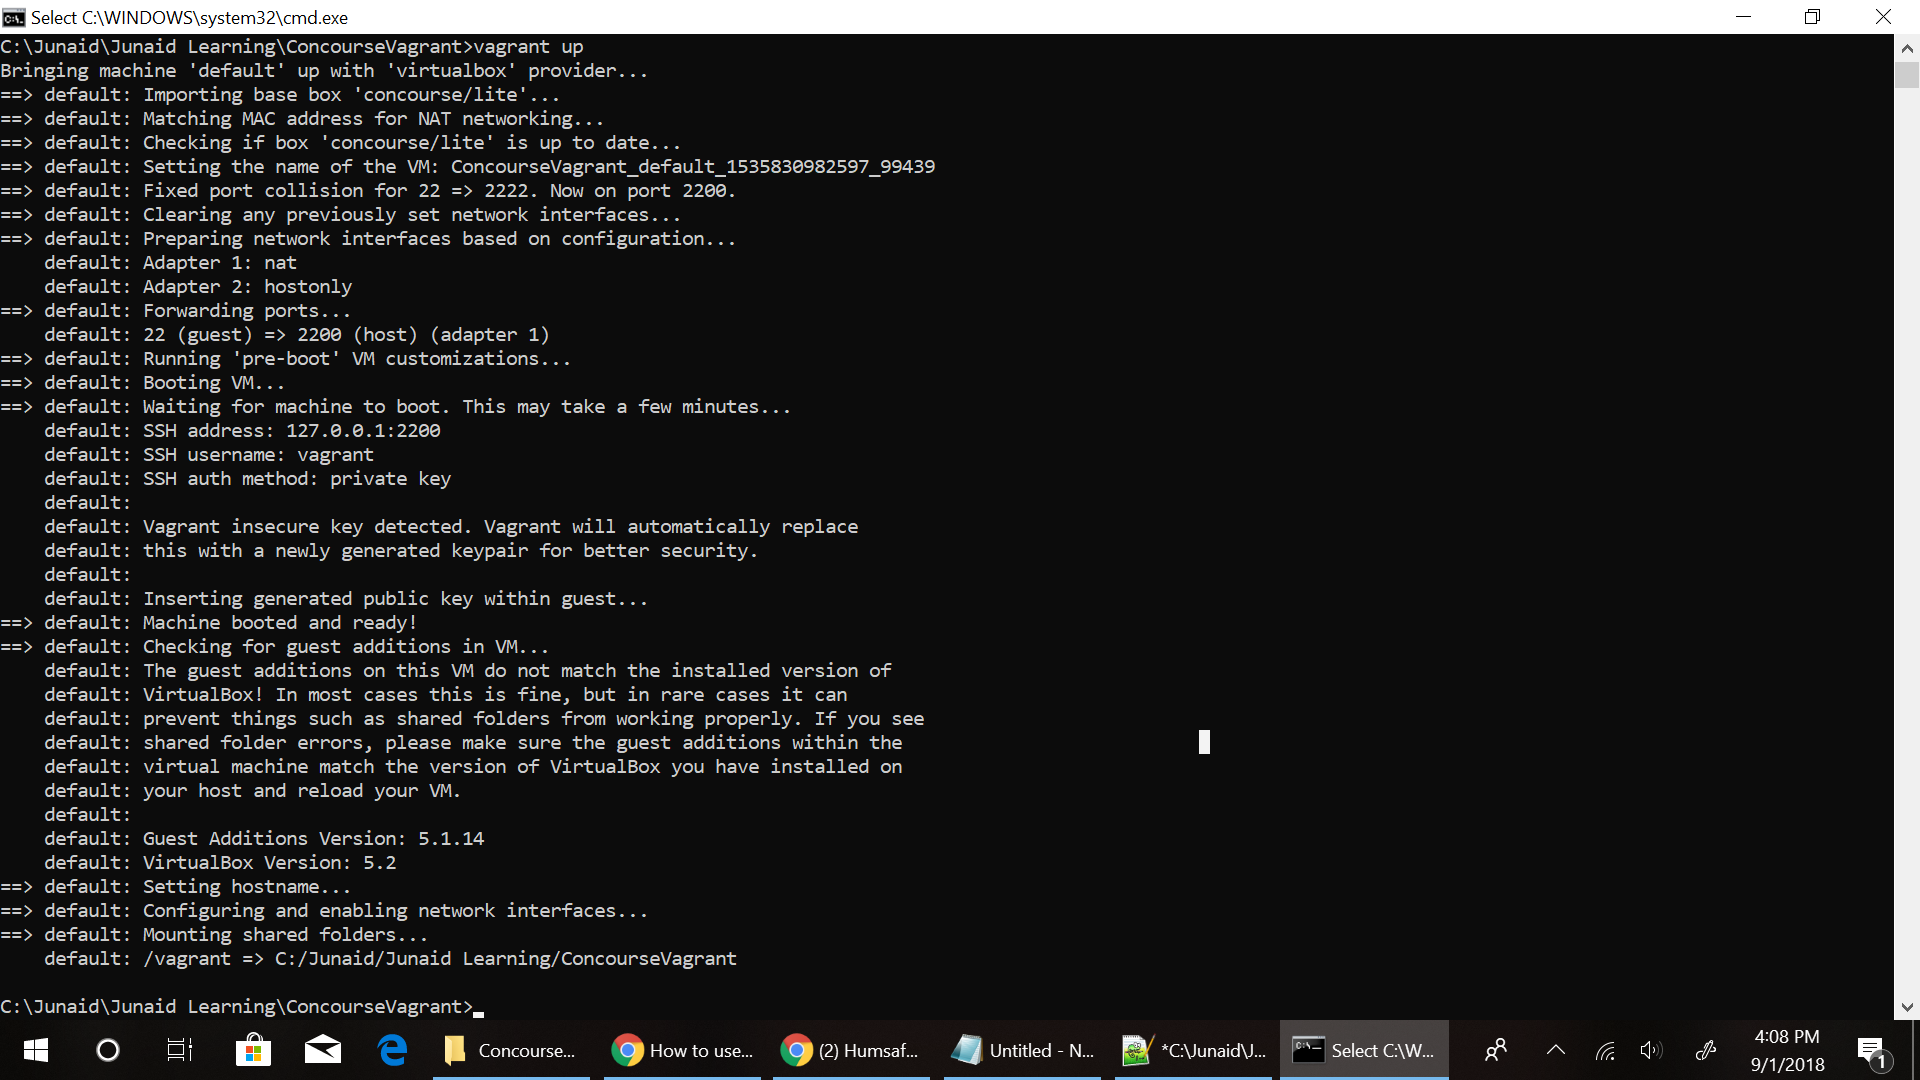 Select C:\WINDOWS\system32\cmd.exe
C:\Junaid\Junaid Learning\ConcourseVagrant>vagrant up
Bringing machine 'default' up with 'virtualbox' provider...
==> default: Importing base box 'concourse/lite'...
==> default: Matching MAC address for NAT networking...
==> default: Checking if box 'concourse/lite' is up to date...
==> default: Setting the name of the VM: ConcourseVagrant_default_1535830982597_99439
==> default: Fixed port collision for 22 => 2222. Now on port 2200.
==> default: Clearing any previously set network interfaces...
==> default: Preparing network interfaces based on configuration...
    default: Adapter 1: nat
    default: Adapter 2: hostonly
==> default: Forwarding ports...
    default: 22 (guest) => 2200 (host) (adapter 1)
==> default: Running 'pre-boot' VM customizations...
==> default: Booting VM...
==> default: Waiting for machine to boot. This may take a few minutes...
    default: SSH address: 127.0.0.1:2200
    default: SSH username: vagrant
    default: SSH auth method: private key
    default:
    default: Vagrant insecure key detected. Vagrant will automatically replace
    default: this with a newly generated keypair for better security.
    default:
    default: Inserting generated public key within guest...
==> default: Machine booted and ready!
==> default: Checking for guest additions in VM...
    default: The guest additions on this VM do not match the installed version of
    default: VirtualBox! In most cases this is fine, but in rare cases it can
    default: prevent things such as shared folders from working properly. If you see
    default: shared folder errors, please make sure the guest additions within the
    default: virtual machine match the version of VirtualBox you have installed on
    default: your host and reload your VM.
    default:
    default: Guest Additions Version: 5.1.14
    default: VirtualBox Version: 5.2
==> default: Setting hostname...
==> default: Configuring and enabling network interfaces...
==> default: Mounting shared folders...
    default: /vagrant => C:/Junaid/Junaid Learning/ConcourseVagrant
C:\Junaid\Junaid Learning\ConcourseVagrant>
Concourse...
How to use...
(2) Humsaf...
Untitled - N...
*C:\Junaid\J...
Select C:\W...
4:08 PM
9/1/2018
1